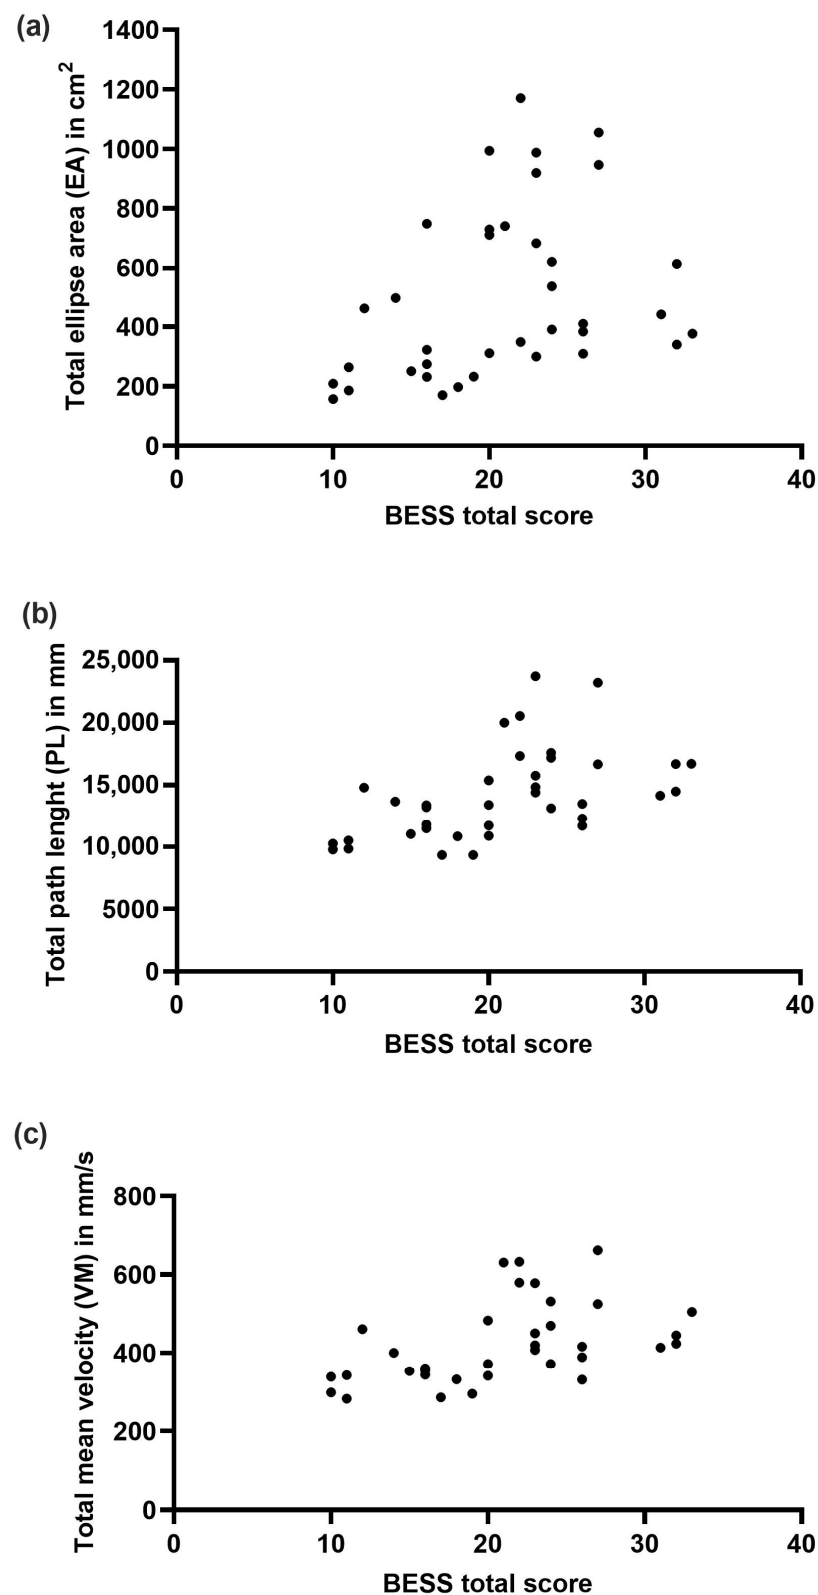 (a)
Total ellipse area (EA) in cm²
1400
1200
1000
800
600
400
200
0
0 10 20 30 40
BESS total score
(b)
Total path lenght (PL) in mm
25,000
20,000
15,000
10,000
5000
0
0 10 20 30 40
BESS total score
(c)
Total mean velocity (VM) in mm/s
800
600
400
200
0
0 10 20 30 40
BESS total score